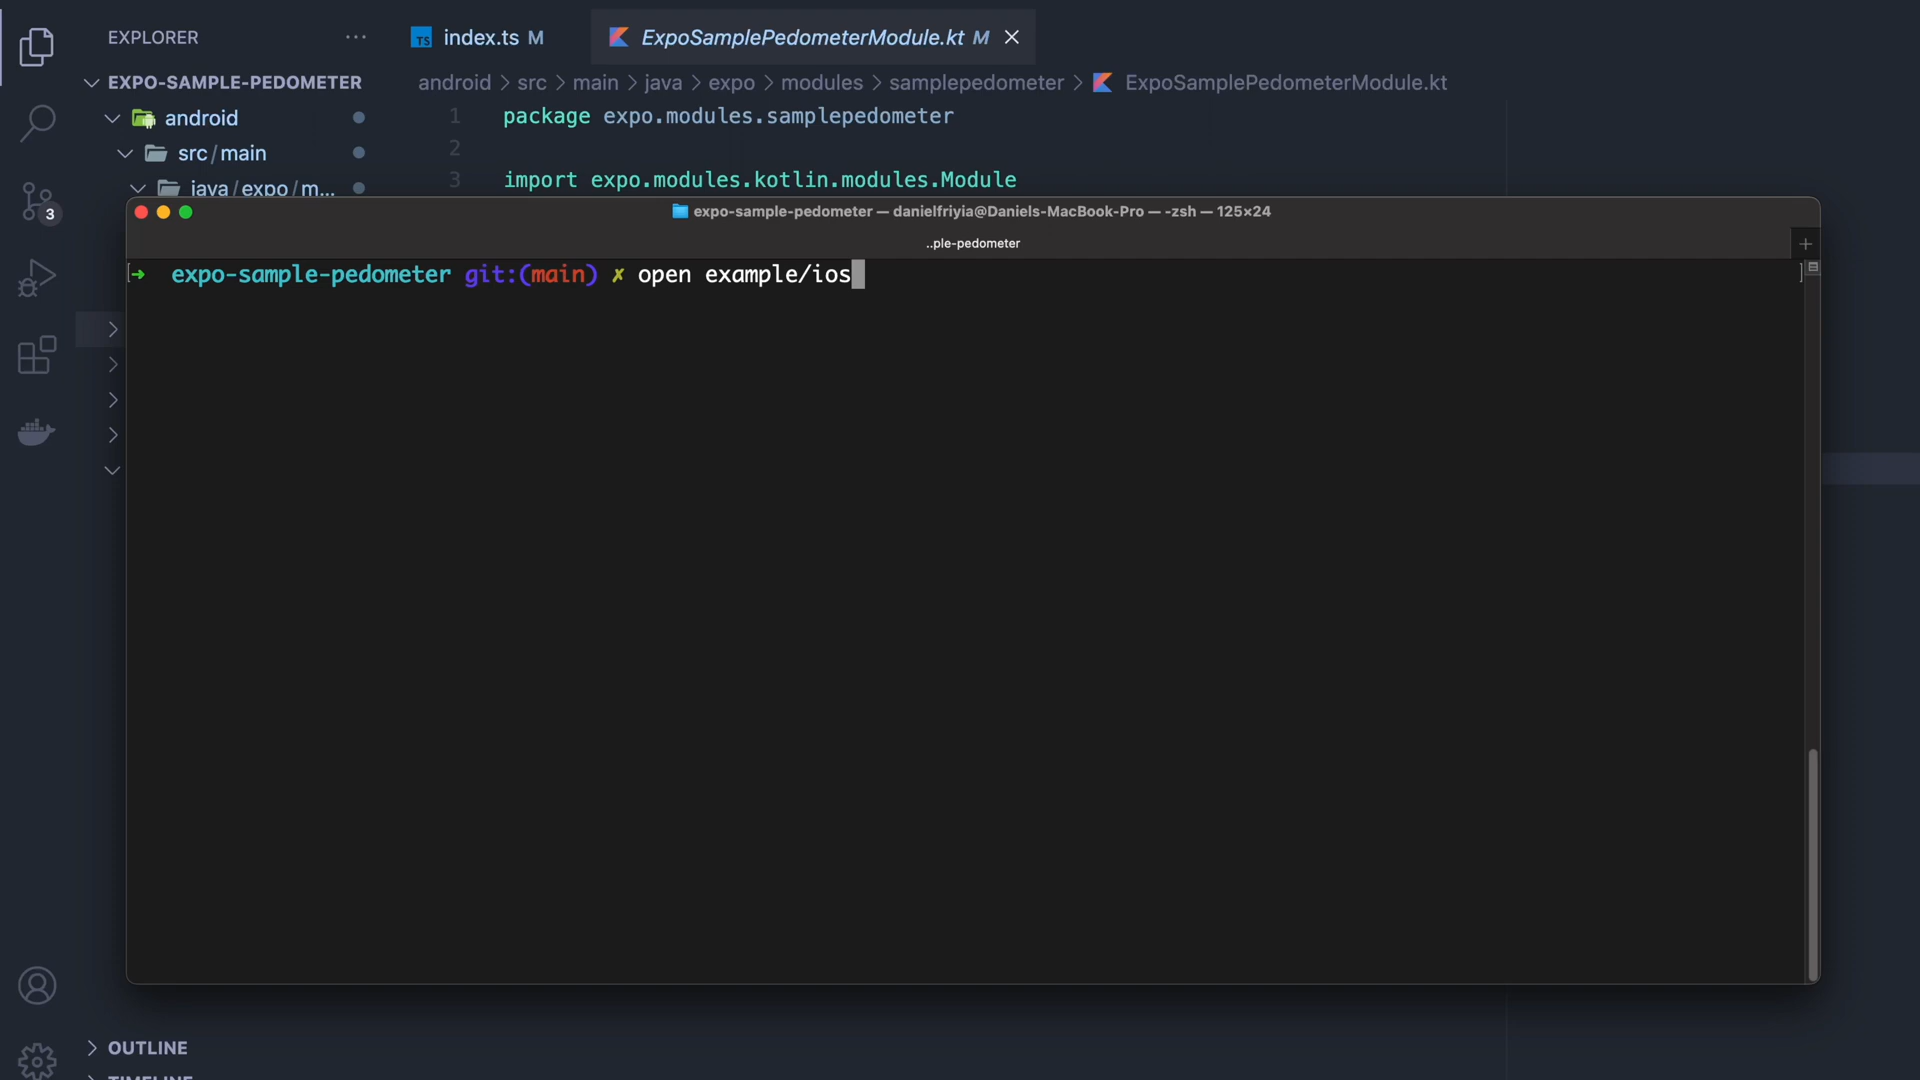 EXPLORER ...
index.ts M
ExpoSamplePedometerModule.kt M
EXPO-SAMPLE-PEDOMETER
android > src > main > java > expo > modules > samplepedometer > ExpoSamplePedometerModule.kt
android
1 package expo.modules.samplepedometer
src/main
2
java/expo/m...
3 import expo.modules.kotlin.modules.Module
3
expo-sample-pedometer — danielfriyia@Daniels-MacBook-Pro — -zsh — 125×24
..ple-pedometer
[➜ expo-sample-pedometer git:(main) ✗ open example/ios ]
OUTLINE
TIMELINE